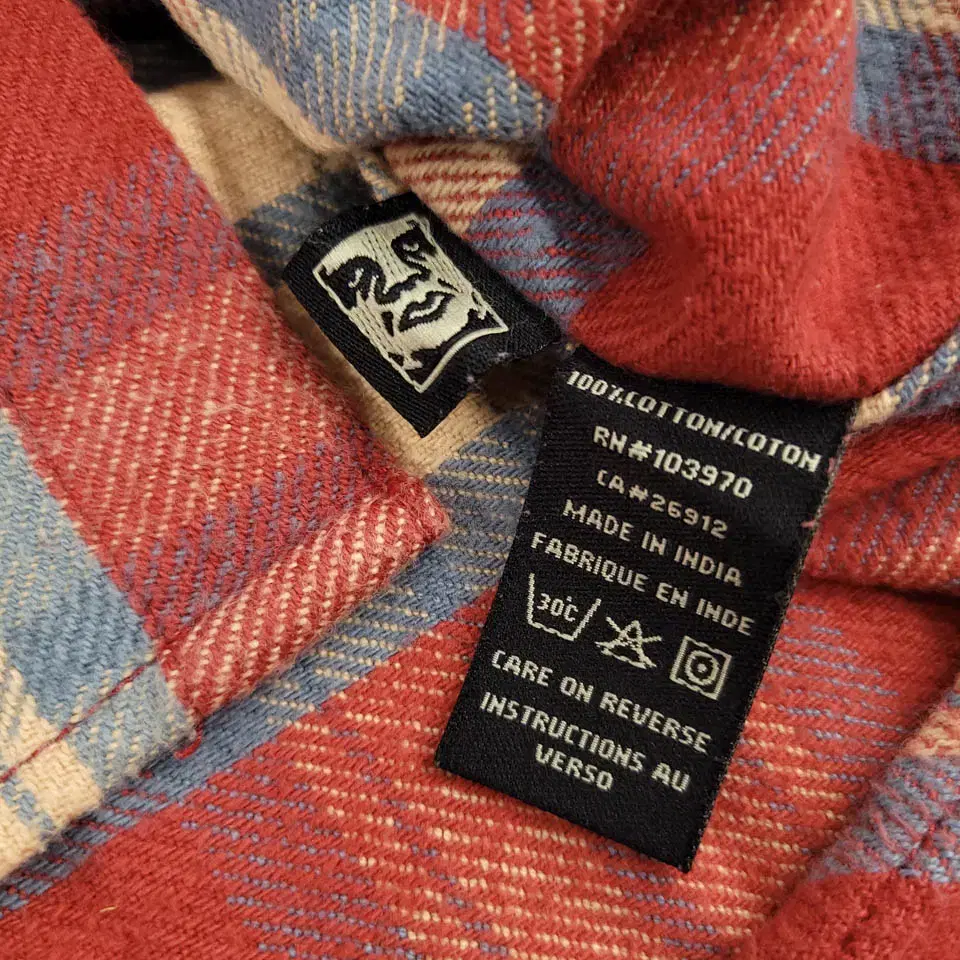 100% COTTON/COTON
RN#103970
CA#26912
MADE IN INDIA
FABRIQUE EN INDE
30°C
CARE ON REVERSE
INSTRUCTIONS AU
VERSO